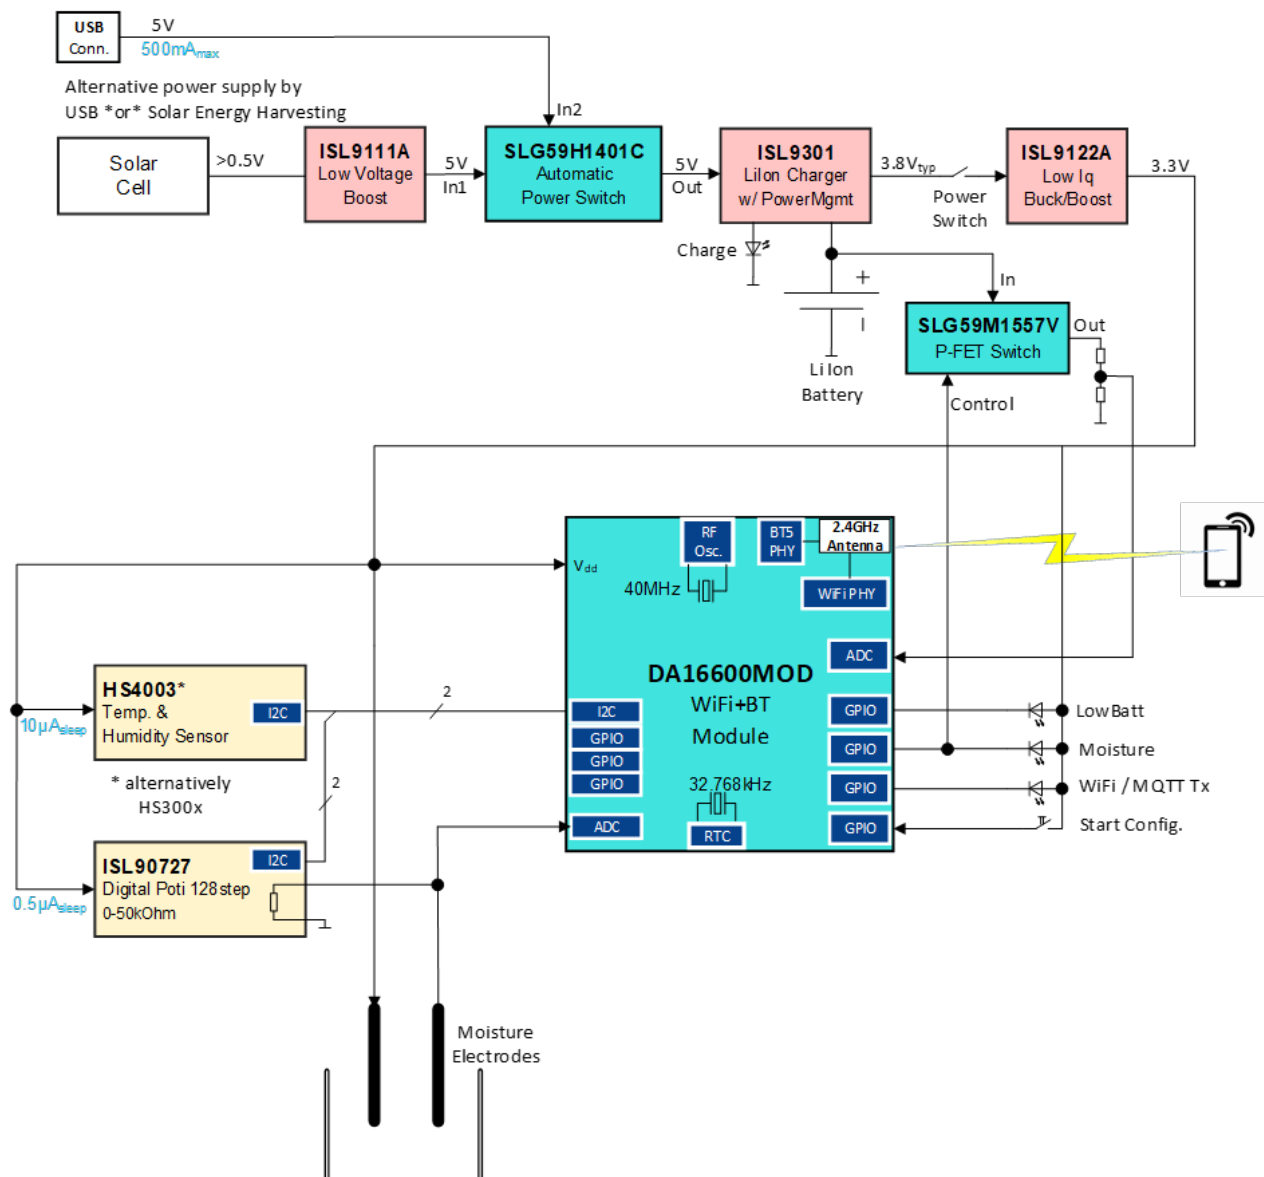 USB
Conn.
5V
500mAmax
Alternative power supply by
USB *or* Solar Energy Harvesting
In2
Solar
Cell
>0.5V
ISL9111A
Low Voltage
Boost
5V
In1
SLG59H1401C
Automatic
Power Switch
5V
Out
ISL9301
LiIon Charger
w/ PowerMgmt
3.8Vtyp
Power
Switch
ISL9122A
Low Iq
Buck/Boost
3.3V
Charge
+
In
SLG59M1557V
P-FET Switch
Out
Li Ion
Battery
Control
RF
Osc.
BT5
PHY
2.4GHz
Antenna
Vdd
40MHz
WiFi PHY
ADC
DA16600MOD
WiFi+BT
Module
HS4003*
Temp. &
Humidity Sensor
I2C
10µAsleep
2
I2C
GPIO
GPIO
GPIO
ADC
GPIO
LowBatt
GPIO
Moisture
GPIO
WiFi / MQTT Tx
GPIO
Start Config.
32.768kHz
RTC
* alternatively
HS300x
2
ISL90727
Digital Poti 128step
0-50kOhm
I2C
0.5µAsleep
Moisture
Electrodes